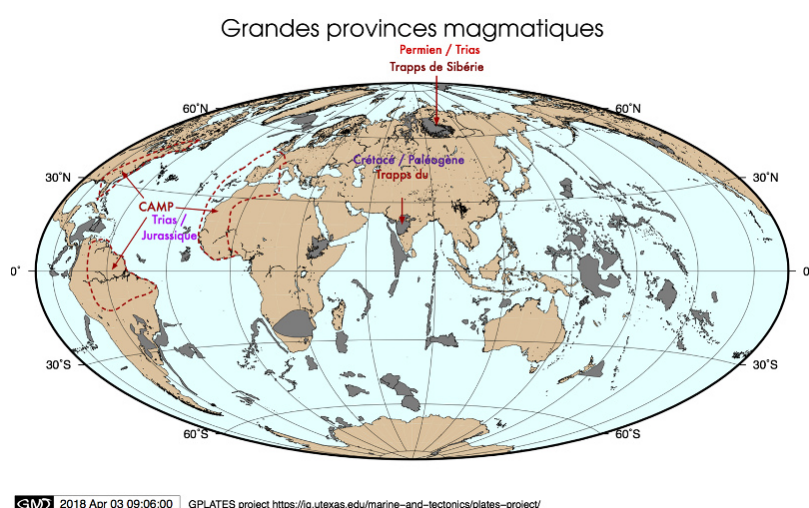 Grandes provinces magmatiques
Permien / Trias
Trapps de Sibérie
60°N
60°N
Crétacé / Paléogène
Trapps du
30°N
30°N
CAMP
Trias /
Jurassique
0°
0
30°S
30°S
60°S
60°S
GMD 2018 Apr 03 09:06:00 GPLATES project https://ig.utexas.edu/marine-and-tectonics/plates-project/